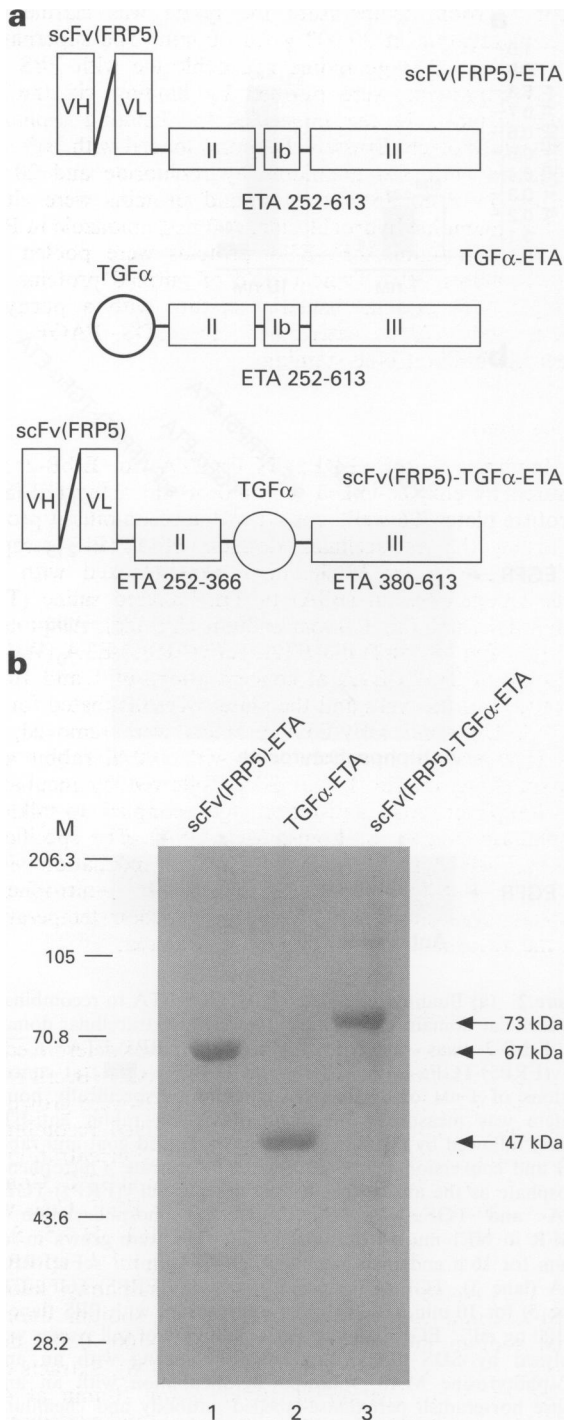 a
scFv(FRP5)
scFv(FRP5)-ETA
VH VL
II Ib III
ETA 252-613
TGFα
TGFα-ETA
II Ib III
ETA 252-613
scFv(FRP5)
scFv(FRP5)-TGFα-ETA
TGFα
VH VL
II III
ETA 252-366 ETA 380-613
b
scFv(FRP5)-ETA
TGFα-ETA
scFv(FRP5)-TGFα-ETA
M
206.3
105
73 kDa
70.8
67 kDa
47 kDa
43.6
28.2
1 2 3